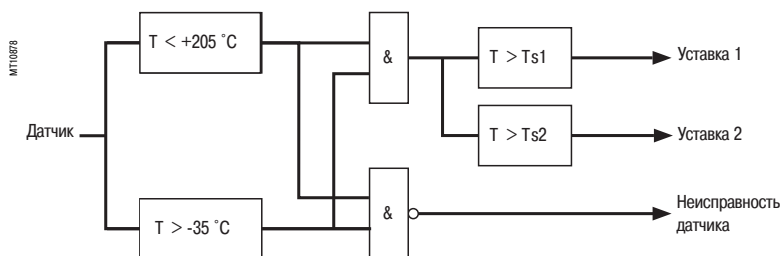 MT10878
T < +205 ˚C
&
T > Ts1
Уставка 1
Датчик
T > Ts2
Уставка 2
T > -35 ˚C
&
Неисправность
датчика